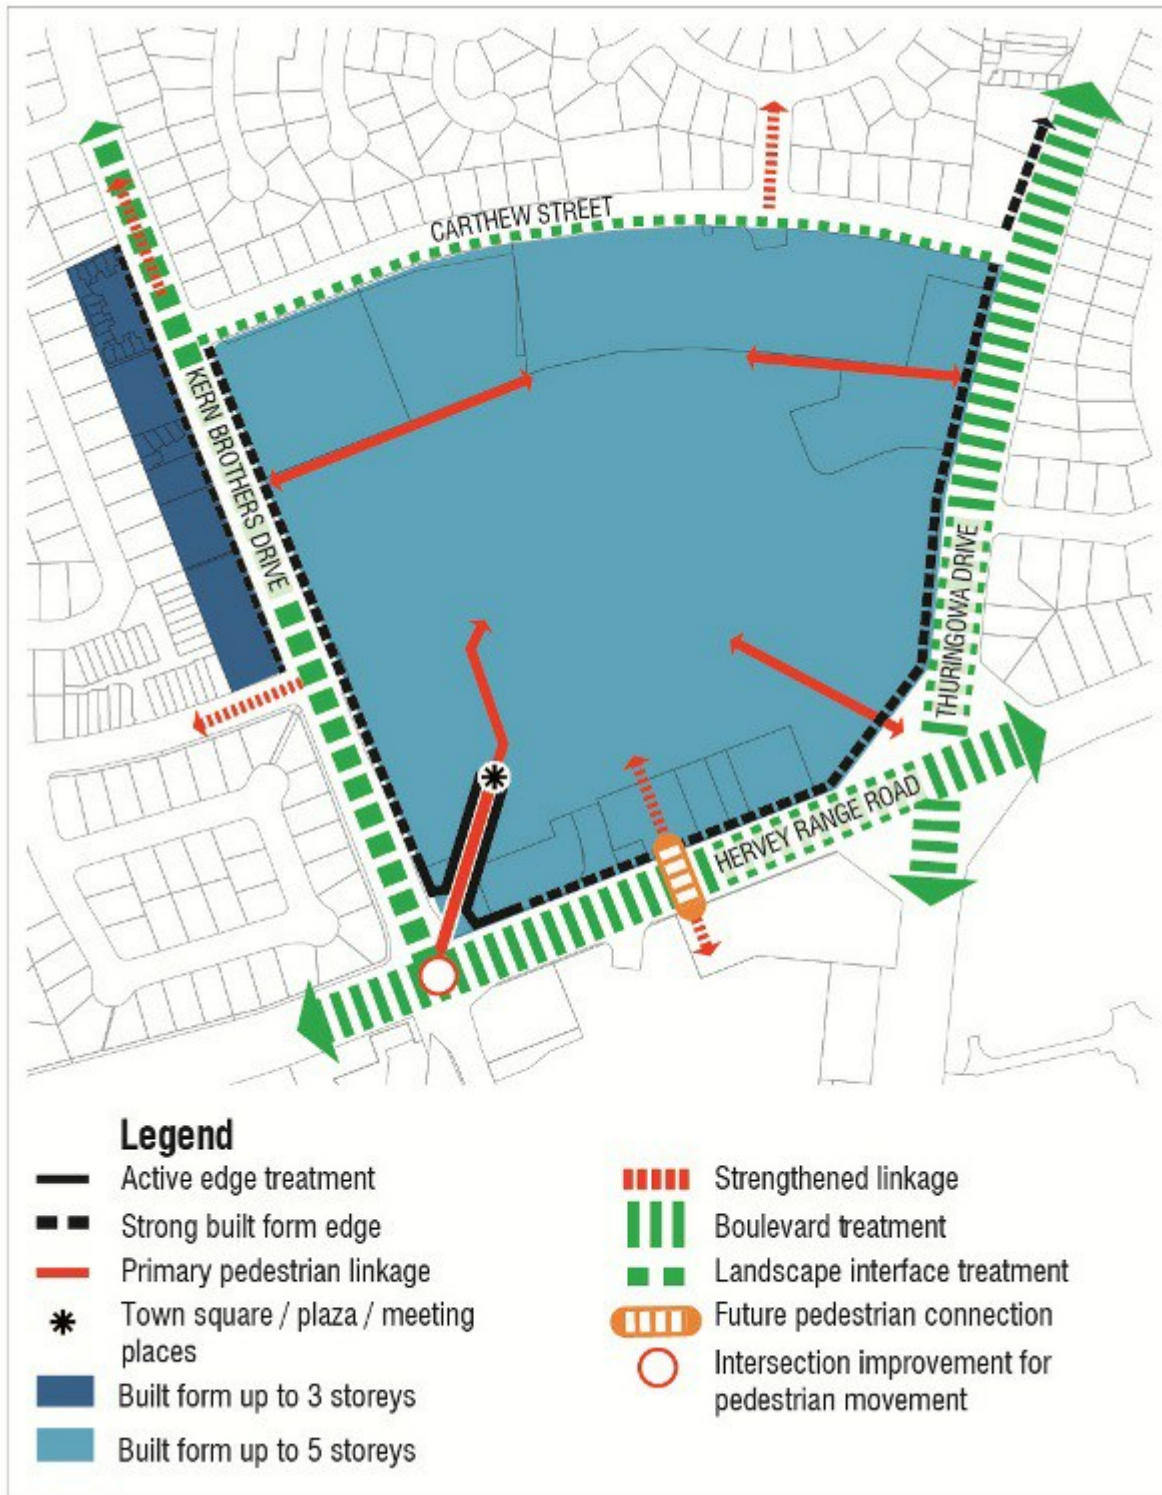 CARTHEW STREET
KERN BROTHERS DRIVE
THURINGOWA DRIVE
HERVEY RANGE ROAD
Legend
Active edge treatment
Strong built form edge
Primary pedestrian linkage
Town square / plaza / meeting
places
Built form up to 3 storeys
Built form up to 5 storeys
Strengthened linkage
Boulevard treatment
Landscape interface treatment
Future pedestrian connection
Intersection improvement for
pedestrian movement